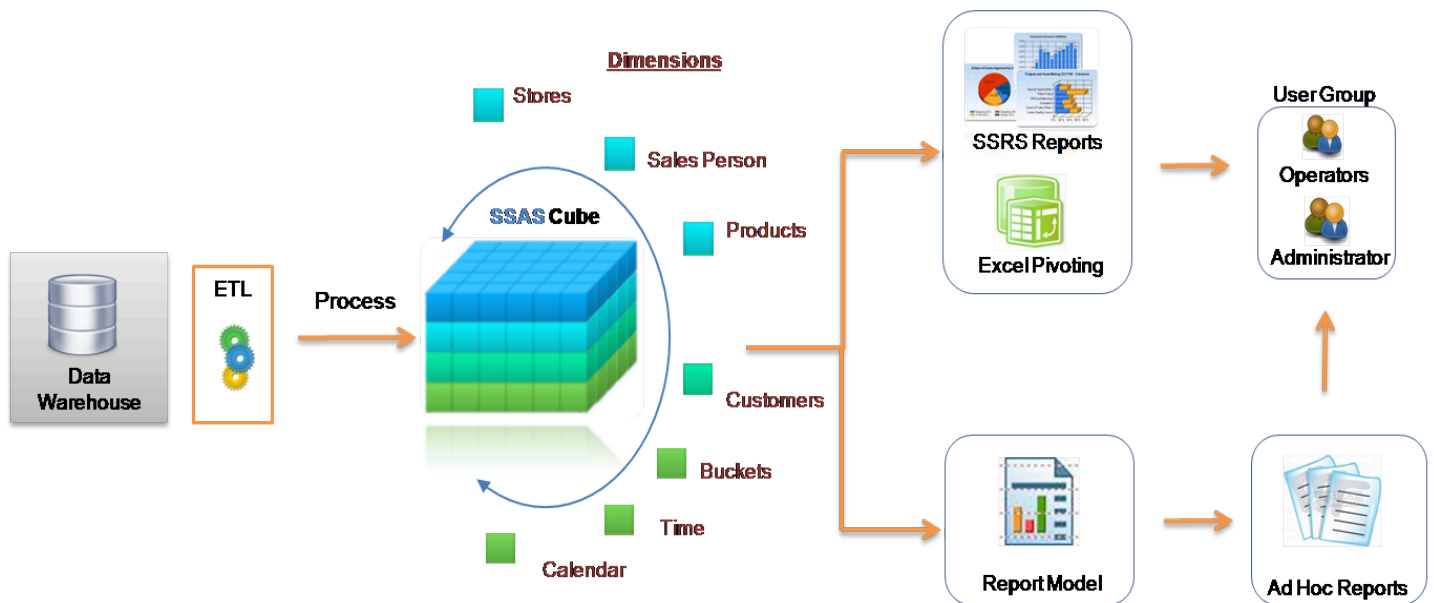 Dimensions
Stores
Sales Person
SSAS Cube
Products
Customers
Buckets
Time
Calendar
Data
Warehouse
ETL
Process
SSRS Reports
Excel Pivoting
User Group
Operators
Administrator
Report Model
Ad Hoc Reports